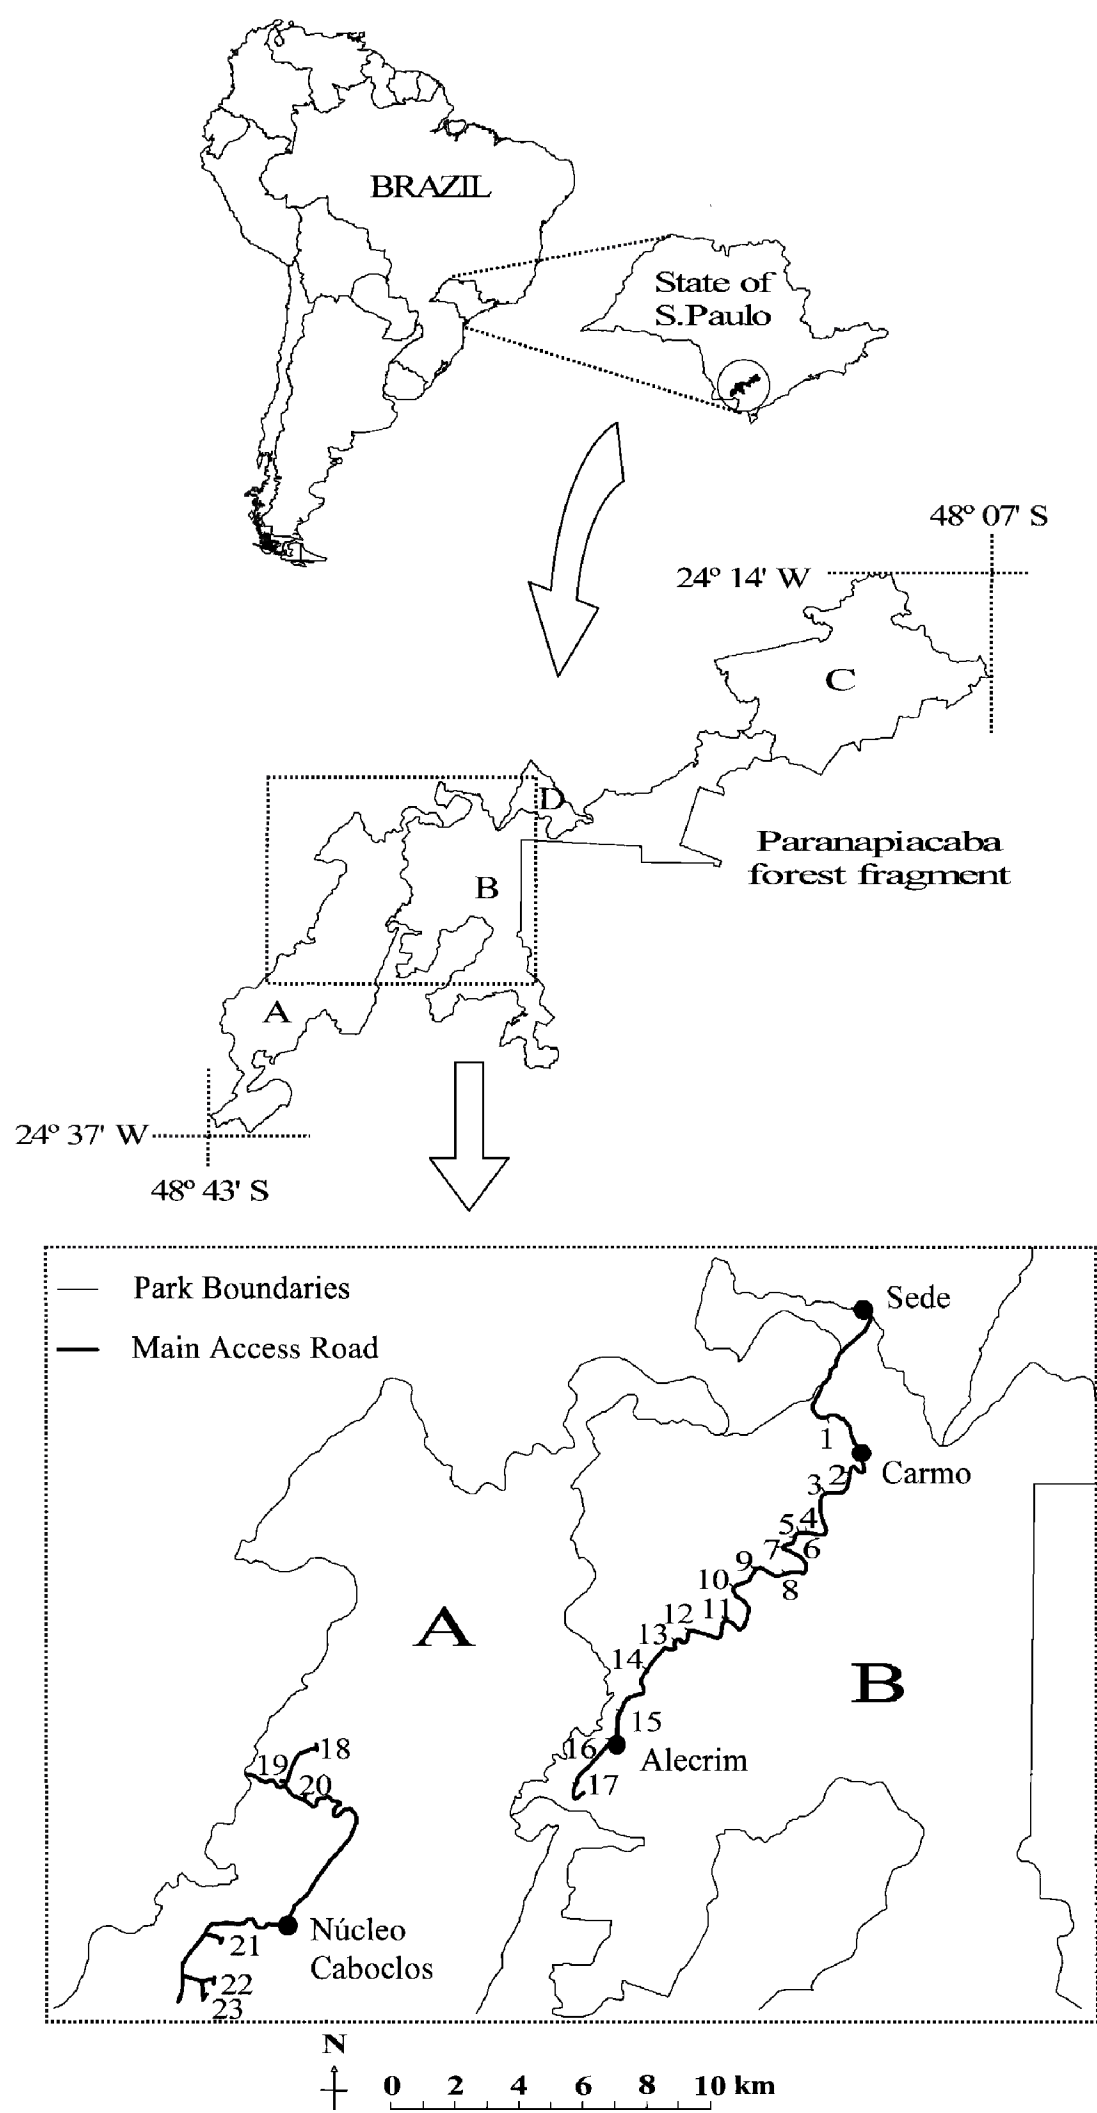 BRAZIL
State of
S.Paulo
48º 07' S
24º 14' W
C
D
Paranapiacaba
forest fragment
B
A
24º 37' W
48º 43' S
Park Boundaries
Main Access Road
Sede
1
Carmo
2
3
4
5
6
7
8
9
10
11
12
13
14
A
B
15
16
Alecrim
17
18
19
20
Núcleo
Caboclos
21
22
23
N
0 2 4 6 8 10 km